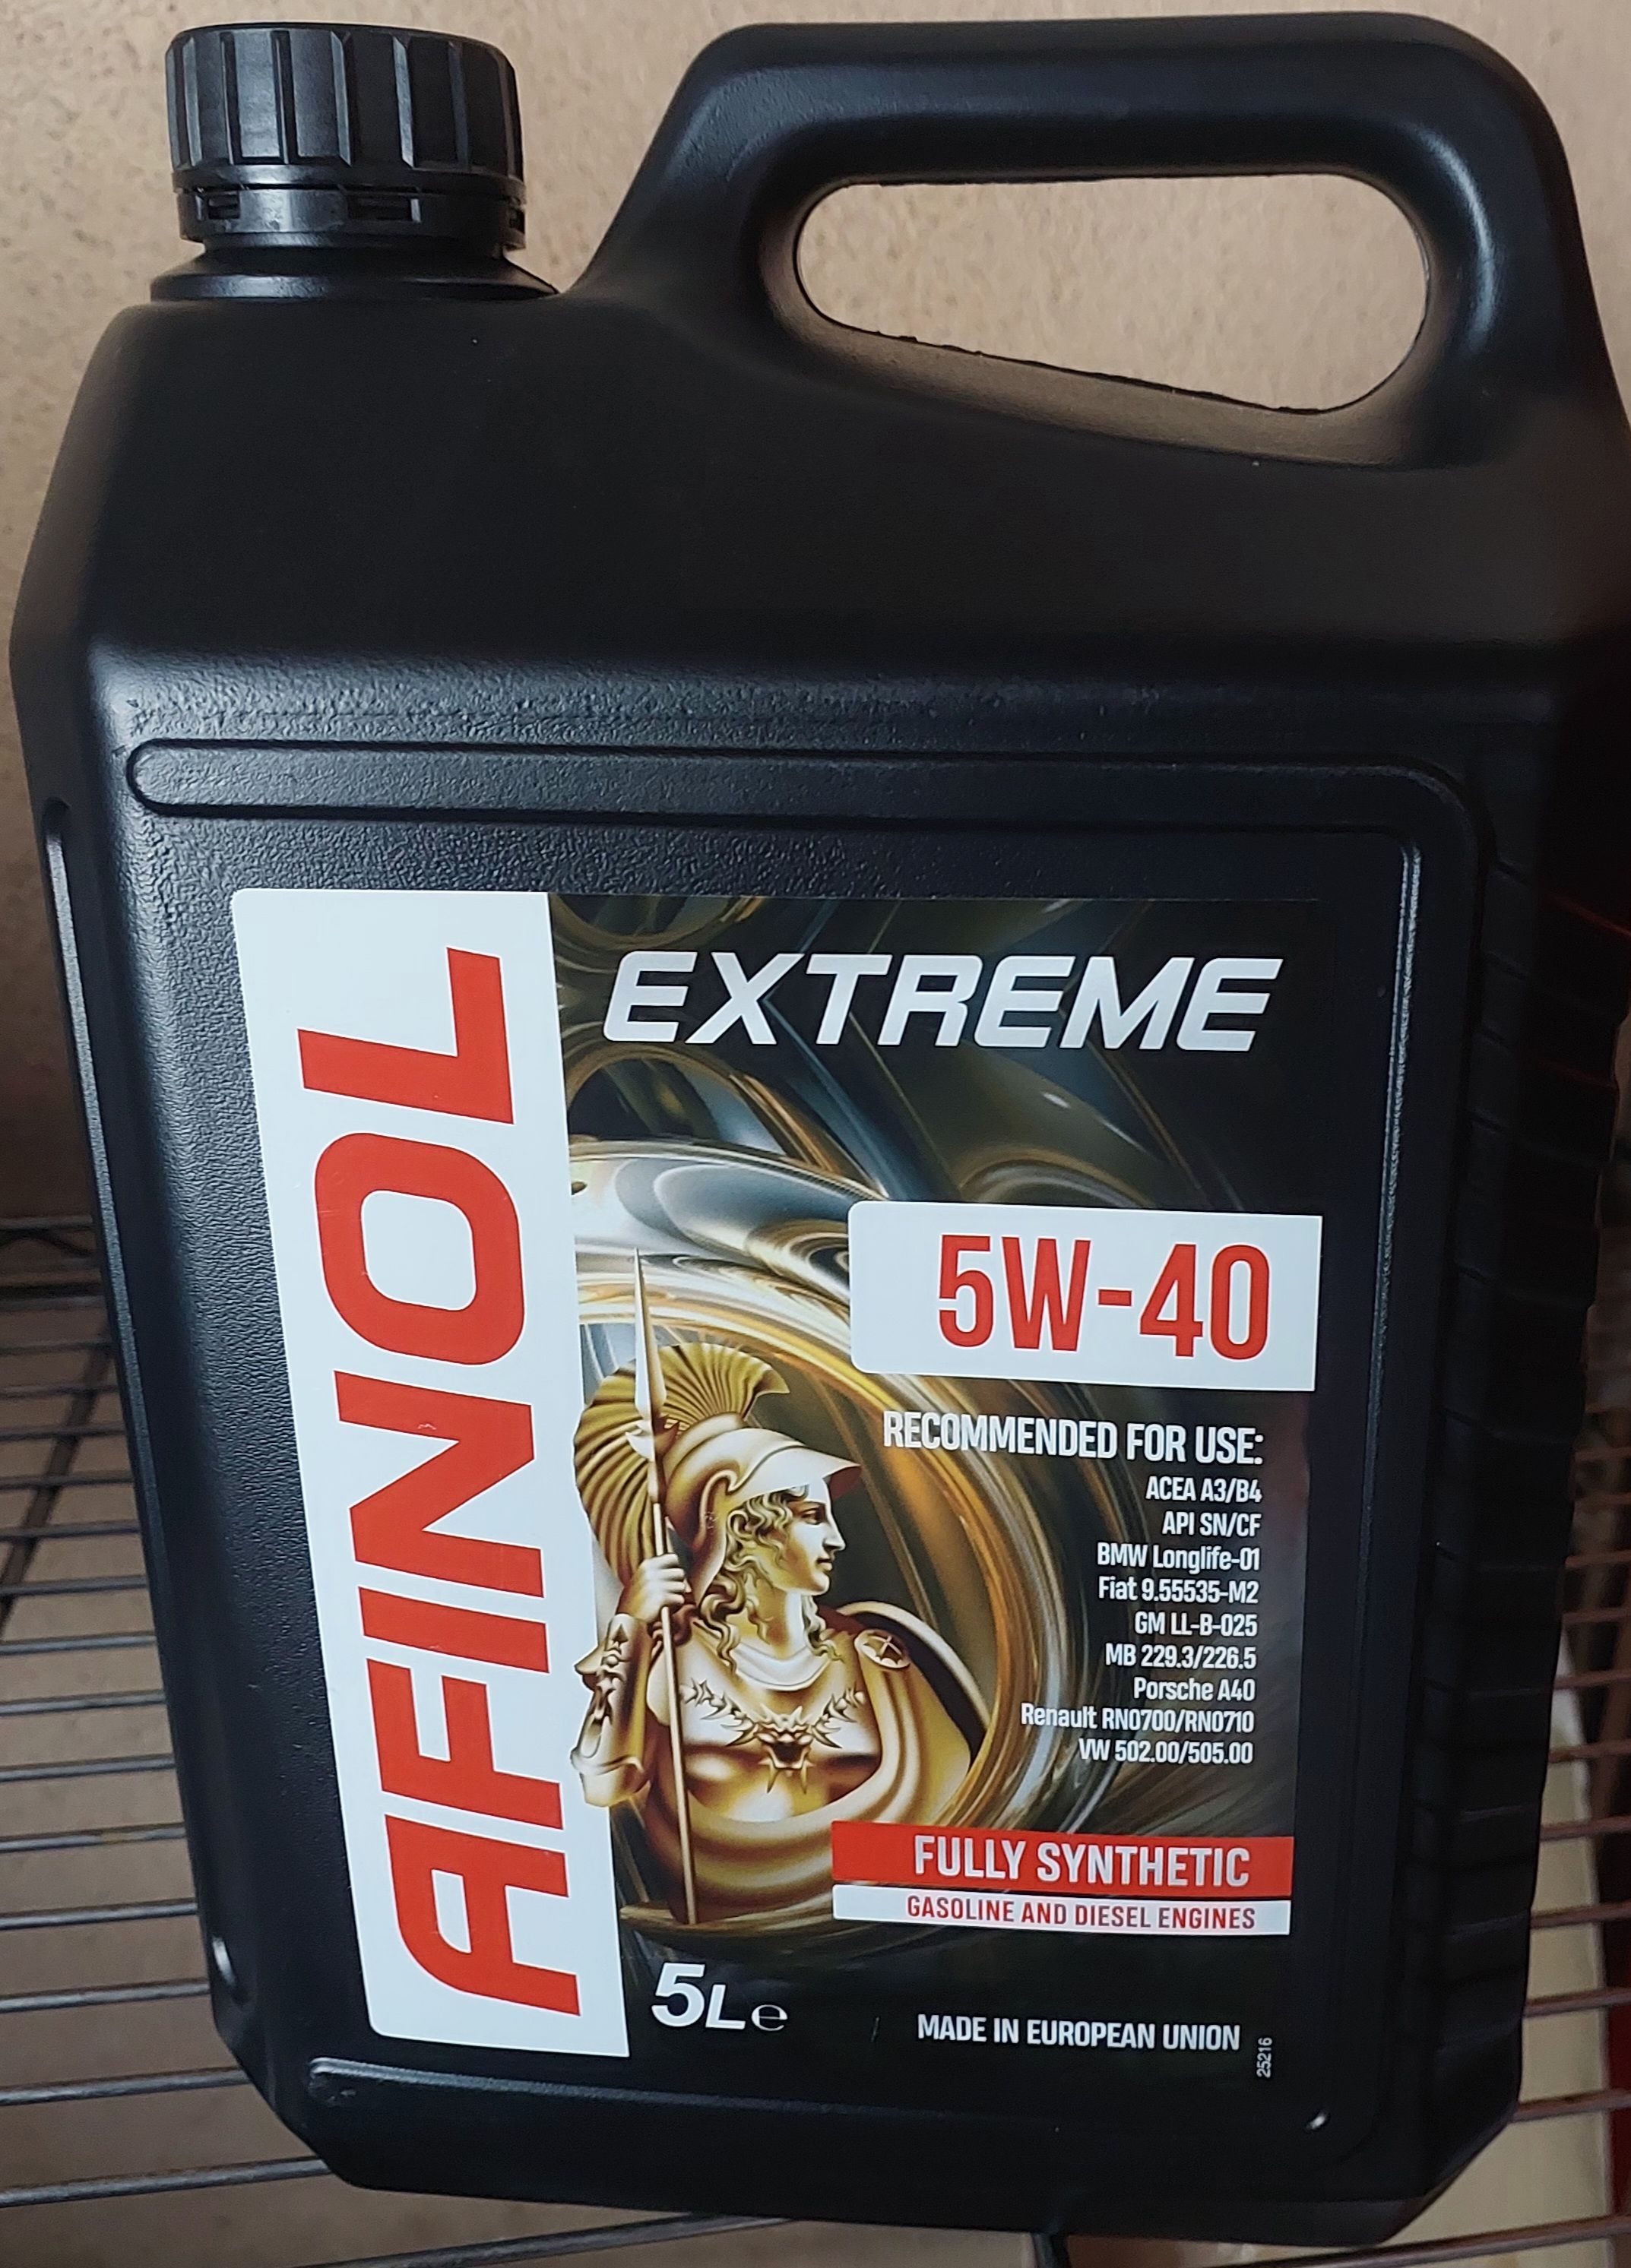 AFINOL
EXTREME
5W-40
RECOMMENDED FOR USE:
ACEA A3/B4
API SN/CF
BMW Longlife-01
Fiat 9.55535-M2
GM LL-B-025
MB 229.3/226.5
Porsche A40
Renault RN0700/RN0710
VW 502.00/505.00
FULLY SYNTHETIC
GASOLINE AND DIESEL ENGINES
5L e
MADE IN EUROPEAN UNION
25216